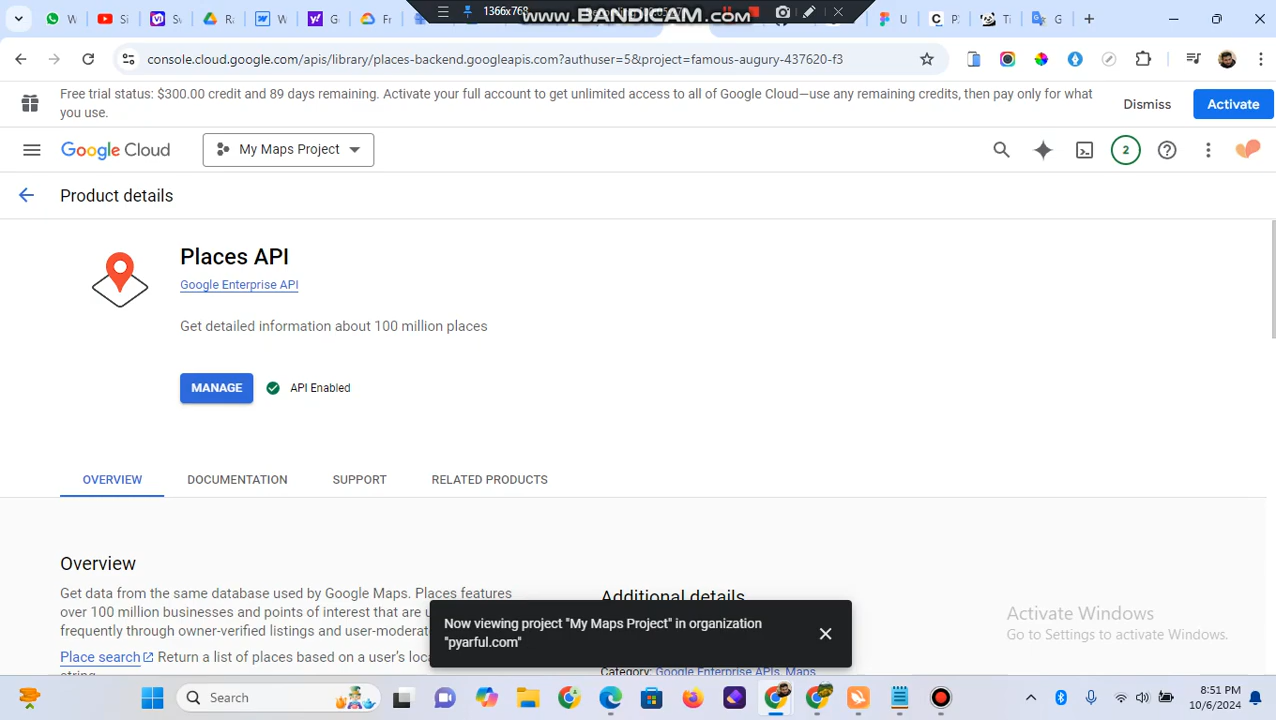 1366x768
www.BANDICAM.com
W
Yo
Su
Ri
W
G
Fr
U
P
Ti
G
console.cloud.google.com/apis/library/places-backend.googleapis.com?authuser=5&project=famous-augury-437620-f3
Free trial status: $300.00 credit and 89 days remaining. Activate your full account to get unlimited access to all of Google Cloud—use any remaining credits, then pay only for what
you use.
Dismiss
Activate
Google Cloud
My Maps Project
2
Product details
Places API
Google Enterprise API
Get detailed information about 100 million places
MANAGE
API Enabled
OVERVIEW
DOCUMENTATION
SUPPORT
RELATED PRODUCTS
Overview
Get data from the same database used by Google Maps. Places features
over 100 million businesses and points of interest that are
frequently through owner-verified listings and user-moderat
Place search Return a list of places based on a user's
Additional details
Category: Google Enterprise APIs, Maps
Now viewing project "My Maps Project" in organization
"pyarful.com"
Activate Windows
Go to Settings to activate Windows.
Search
8:51 PM
10/6/2024